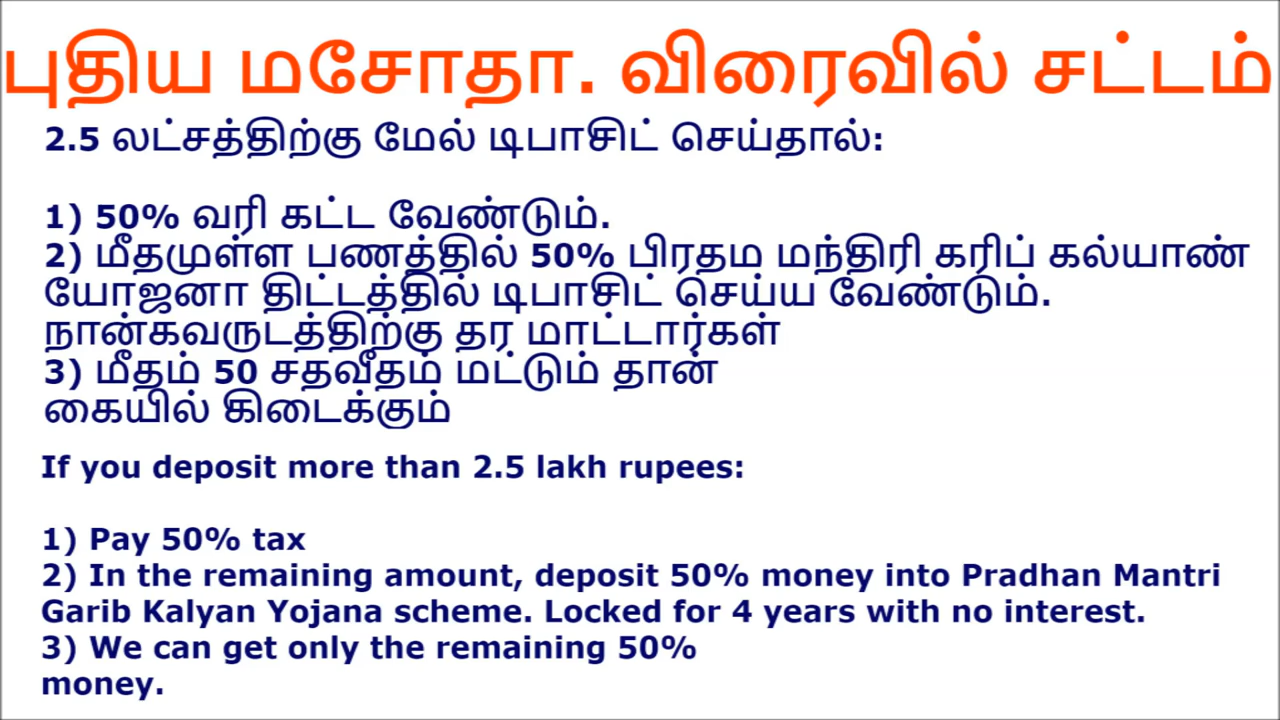 புதிய மசோதா. விரைவில் சட்டம்
2.5 லட்சத்திற்கு மேல் டிபாசிட் செய்தால்:
1) 50% வரி கட்ட வேண்டும்.
2) மீதமுள்ள பணத்தில் 50% பிரதம மந்திரி கரிப் கல்யாண்
யோஜனா திட்டத்தில் டிபாசிட் செய்ய வேண்டும்.
நான்கவருடத்திற்கு தர மாட்டார்கள்
3) மீதம் 50 சதவீதம் மட்டும் தான்
கையில் கிடைக்கும்
If you deposit more than 2.5 lakh rupees:
1) Pay 50% tax
2) In the remaining amount, deposit 50% money into Pradhan Mantri
Garib Kalyan Yojana scheme. Locked for 4 years with no interest.
3) We can get only the remaining 50%
money.